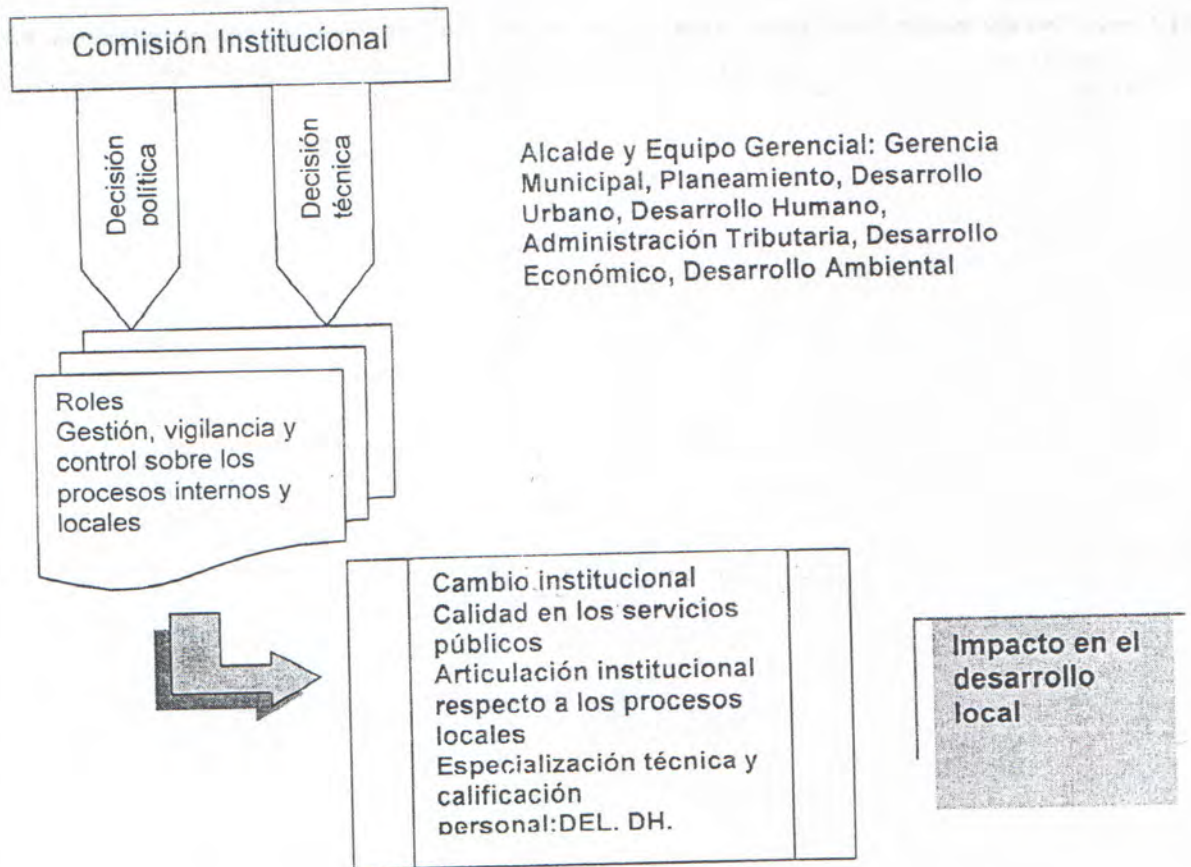 Comisión Institucional
Decisión
política
Decisión
técnica
Alcalde y Equipo Gerencial: Gerencia
Municipal, Planeamiento, Desarrollo
Urbano, Desarrollo Humano,
Administración Tributaria, Desarrollo
Económico, Desarrollo Ambiental
Roles
Gestión, vigilancia y
control sobre los
procesos internos y
locales
Cambio institucional
Calidad en los servicios
públicos
Articulación institucional
respecto a los procesos
locales
Especialización técnica y
calificación
personal:DEL. DH.
Impacto en el
desarrollo
local